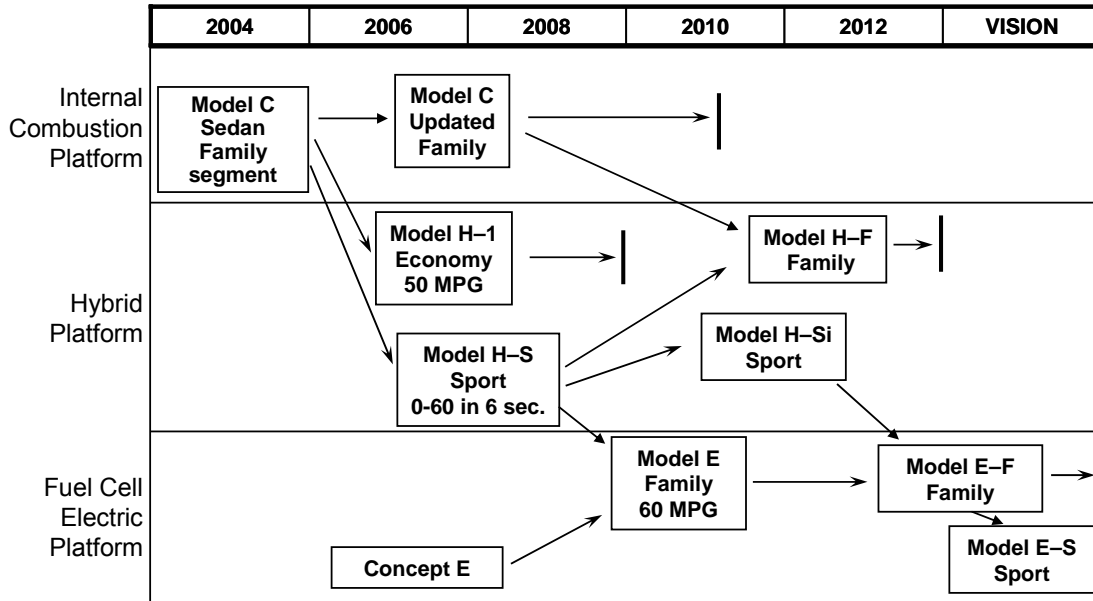 2004 2006 2008 2010 2012 VISION
Internal
Combustion
Platform
Model C
Sedan
Family
segment
Model C
Updated
Family
Hybrid
Platform
Model H–1
Economy
50 MPG
Model H–S
Sport
0-60 in 6 sec.
Model H–F
Family
Model H–Si
Sport
Fuel Cell
Electric
Platform
Concept E
Model E
Family
60 MPG
Model E–F
Family
Model E–S
Sport